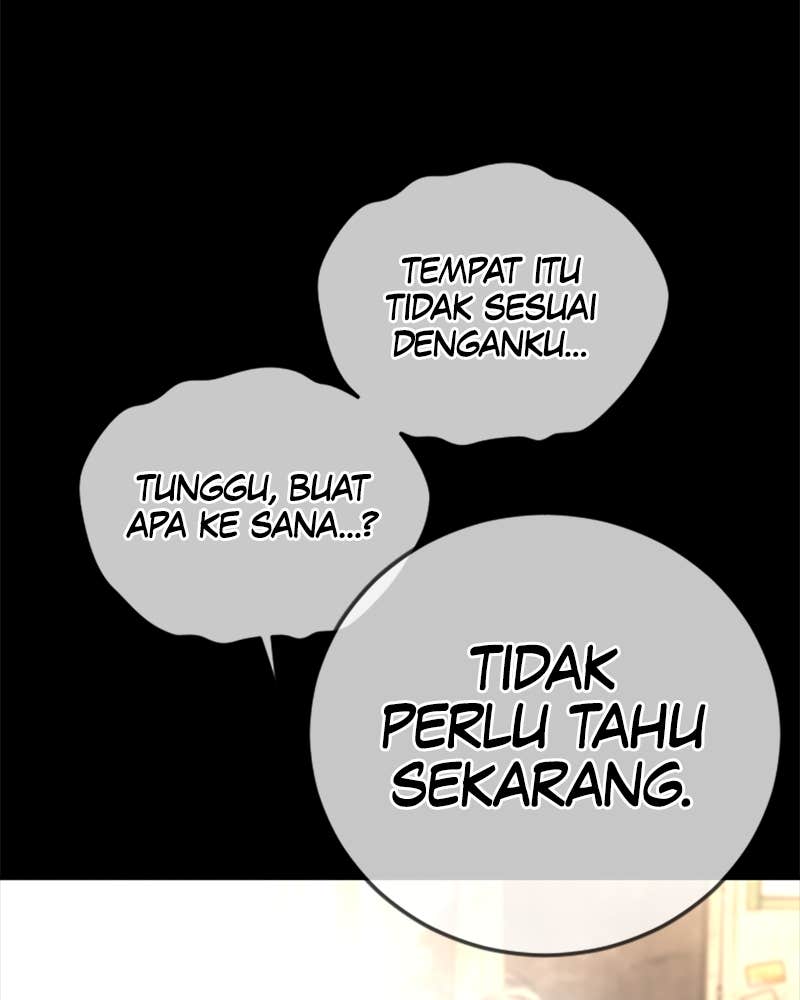 TEMPAT ITU
TIDAK SESUAI
DENGANKU...
TUNGGU, BUAT
APA KE SANA...?
TIDAK
PERLU TAHU
SEKARANG.